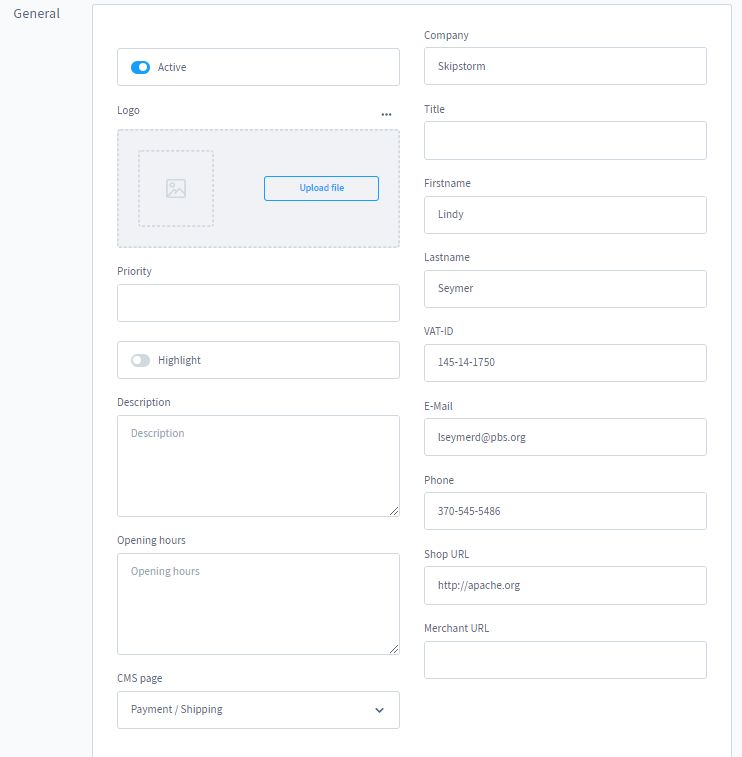 General
Active
Logo
...
Upload file
Priority
Highlight
Description
Description
Opening hours
Opening hours
CMS page
Payment / Shipping
Company
Skipstorm
Title
Firstname
Lindy
Lastname
Seymer
VAT-ID
145-14-1750
E-Mail
lseymerd@pbs.org
Phone
370-545-5486
Shop URL
http://apache.org
Merchant URL